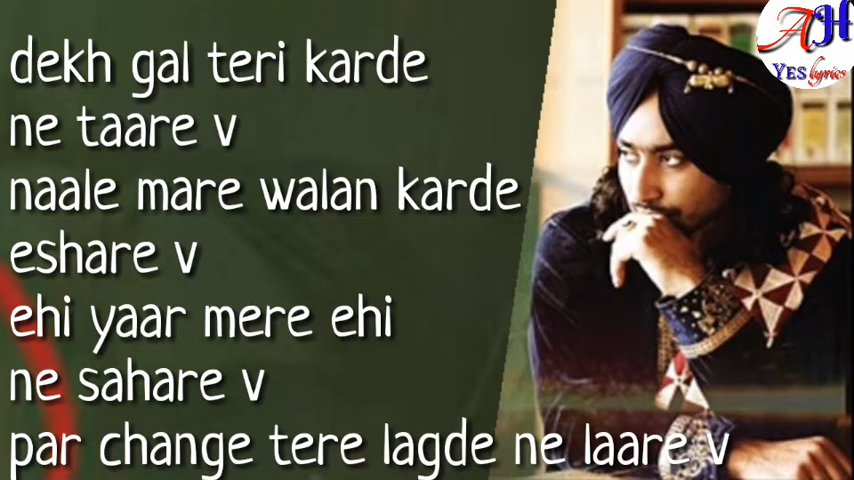 dekh gal teri karde
ne taare v
naale mare walan karde
eshare v
ehi yaar mere ehi
ne sahare v
par change tere lagde ne laare v
AH
YES lyrics